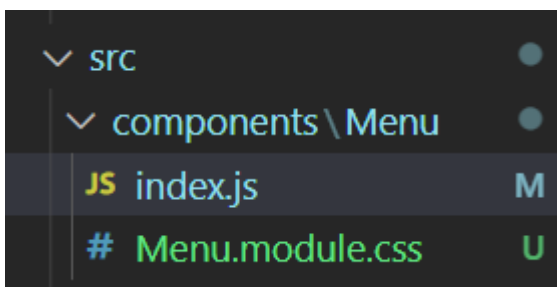 src
components\Menu
JS index.js M
# Menu.module.css U